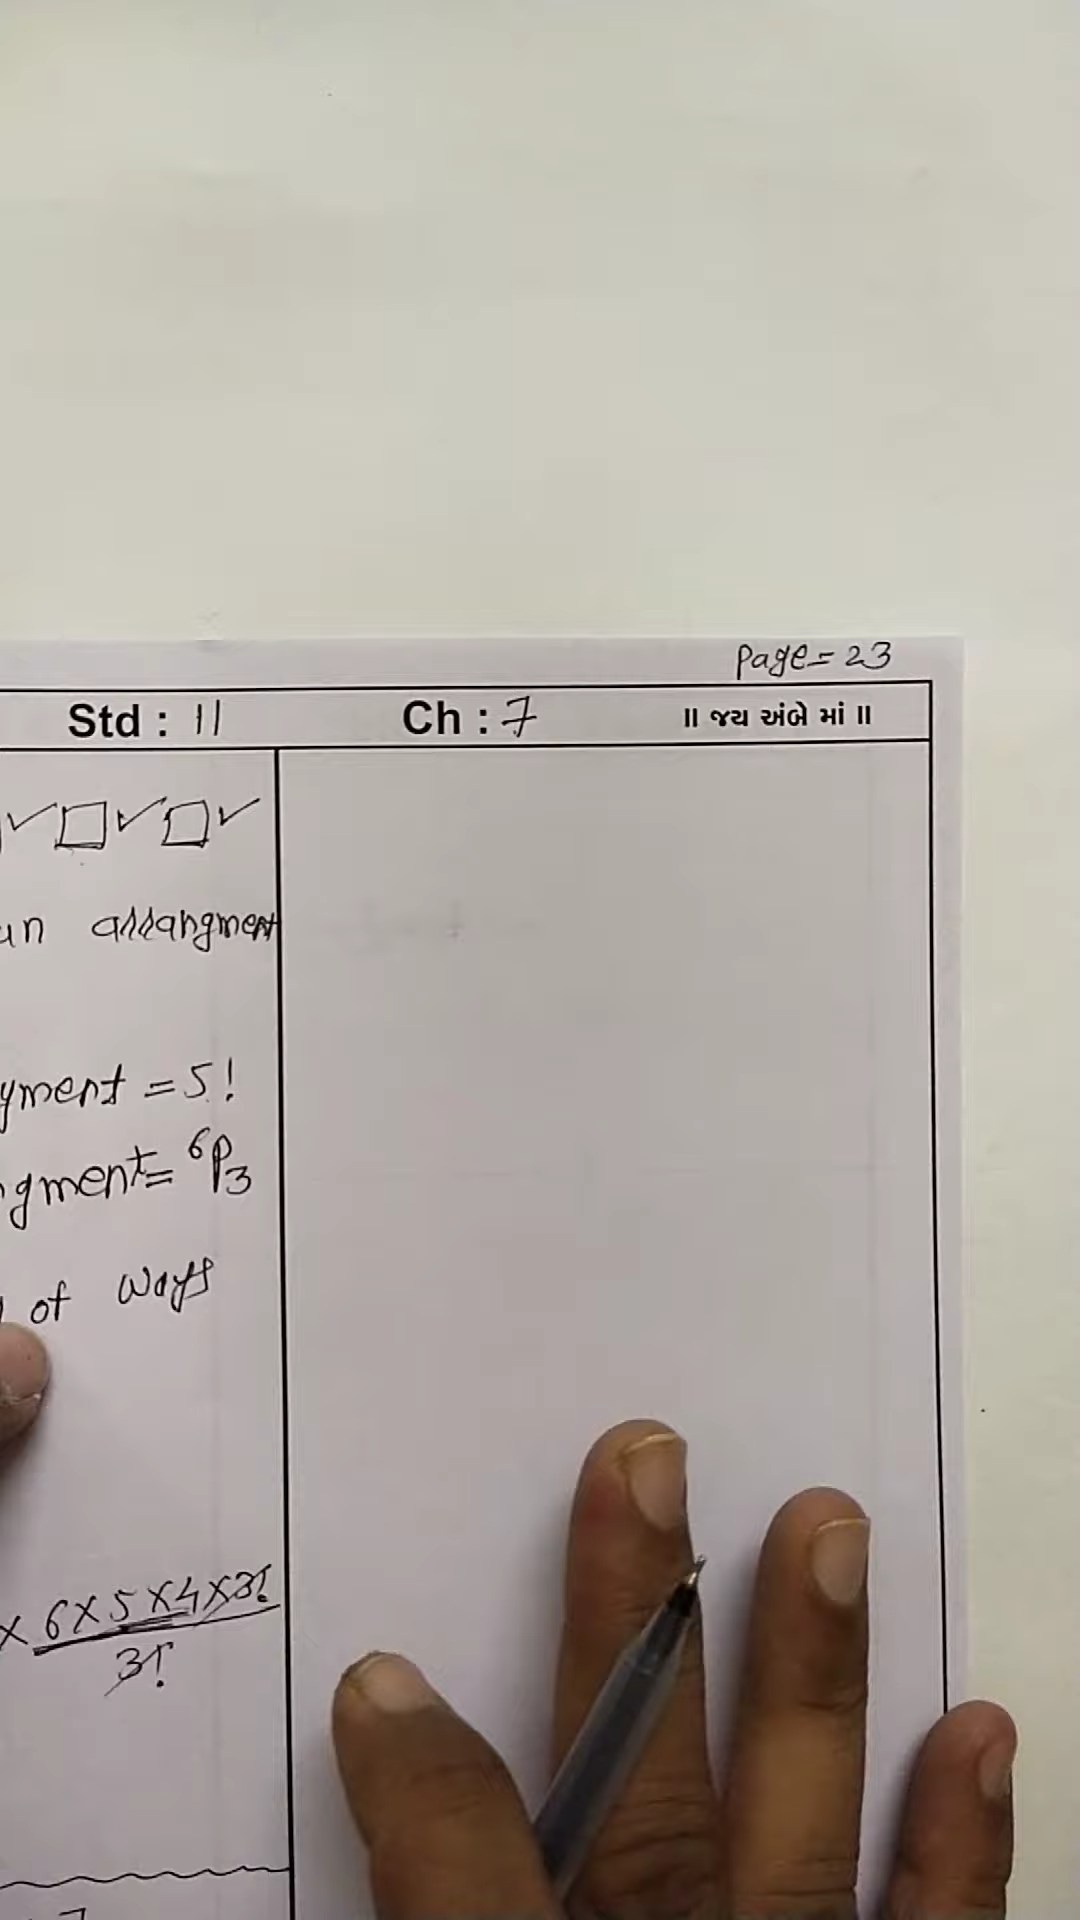 Page = 23
Std : 11 Ch : 7 ॥ જય અંબે માં ॥
un arrangment
gment = 5!
gment = ⁶P₃
of ways
× 6×5×4×3!
3!